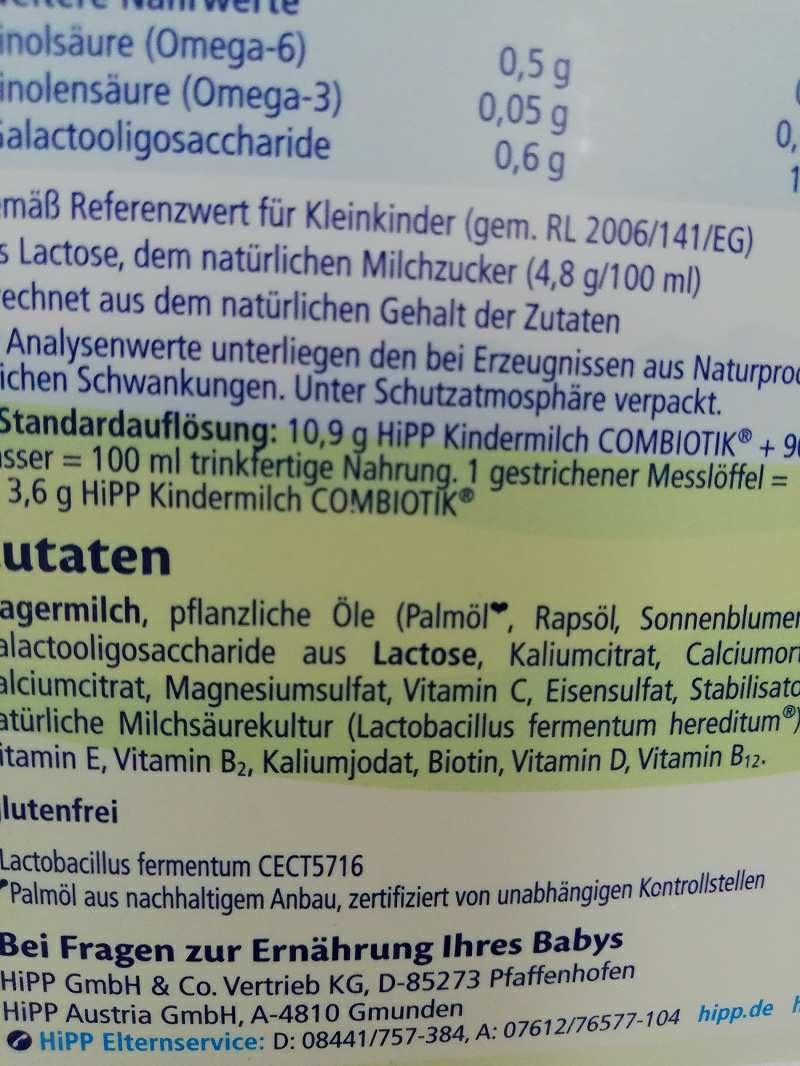 inolsäure (Omega-6) 0,5 g
inolensäure (Omega-3) 0,05 g 0,
alactooligosaccharide 0,6 g 1
mäß Referenzwert für Kleinkinder (gem. RL 2006/141/EG)
s Lactose, dem natürlichen Milchzucker (4,8 g/100 ml)
echnet aus dem natürlichen Gehalt der Zutaten
Analysenwerte unterliegen den bei Erzeugnissen aus Naturproc
ichen Schwankungen. Unter Schutzatmosphäre verpackt.
Standardauflösung: 10,9 g HiPP Kindermilch COMBIOTIK® + 9
sser = 100 ml trinkfertige Nahrung. 1 gestrichener Messlöffel =
3,6 g HiPP Kindermilch COMBIOTIK®
utaten
agermilch, pflanzliche Öle (Palmöl❤, Rapsöl, Sonnenblumen
alactooligosaccharide aus Lactose, Kaliumcitrat, Calciumort
alciumcitrat, Magnesiumsulfat, Vitamin C, Eisensulfat, Stabilisato
atürliche Milchsäurekultur (Lactobacillus fermentum hereditum®)
itamin E, Vitamin B₂, Kaliumjodat, Biotin, Vitamin D, Vitamin B₁₂.
lutenfrei
Lactobacillus fermentum CECT5716
❤Palmöl aus nachhaltigem Anbau, zertifiziert von unabhängigen Kontrollstellen
Bei Fragen zur Ernährung Ihres Babys
HiPP GmbH & Co. Vertrieb KG, D-85273 Pfaffenhofen
HiPP Austria GmbH, A-4810 Gmunden
HiPP Elternservice: D: 08441/757-384, A: 07612/76577-104 hipp.de h